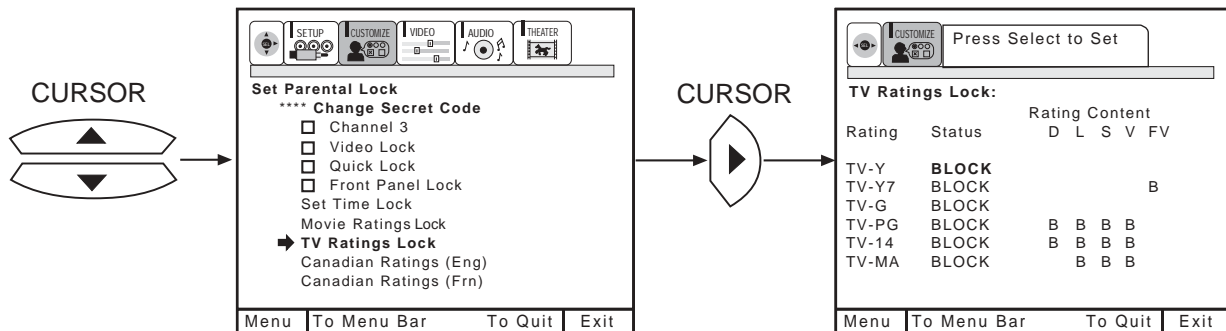 CURSOR
SETUP
CUSTOMIZE
VIDEO
AUDIO
THEATER
Set Parental Lock
**** Change Secret Code
Channel 3
Video Lock
Quick Lock
Front Panel Lock
Set Time Lock
Movie Ratings Lock
TV Ratings Lock
Canadian Ratings (Eng)
Canadian Ratings (Frn)
Menu To Menu Bar To Quit Exit
CURSOR
CUSTOMIZE
Press Select to Set
TV Ratings Lock:
Rating Content
Rating Status D L S V FV
TV-Y BLOCK
TV-Y7 BLOCK B
TV-G BLOCK
TV-PG BLOCK B B B B
TV-14 BLOCK B B B B
TV-MA BLOCK B B B
Menu To Menu Bar To Quit Exit